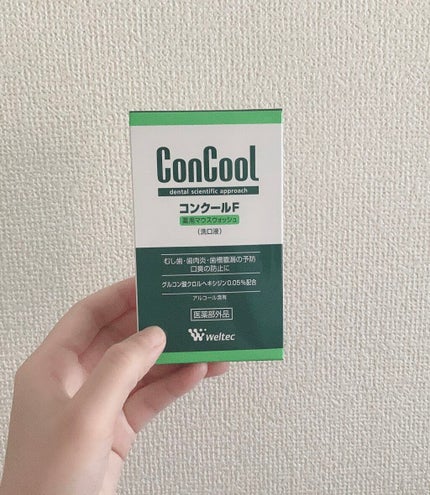 ConCool
dental scientific approach
コンクールF
薬用マウスウォッシュ
(洗口液)
むし歯・歯肉炎・歯槽膿漏の予防
口臭の防止に
グルコン酸クロルヘキシジン0.05%配合
アルコール含有
医薬部外品
Weltec